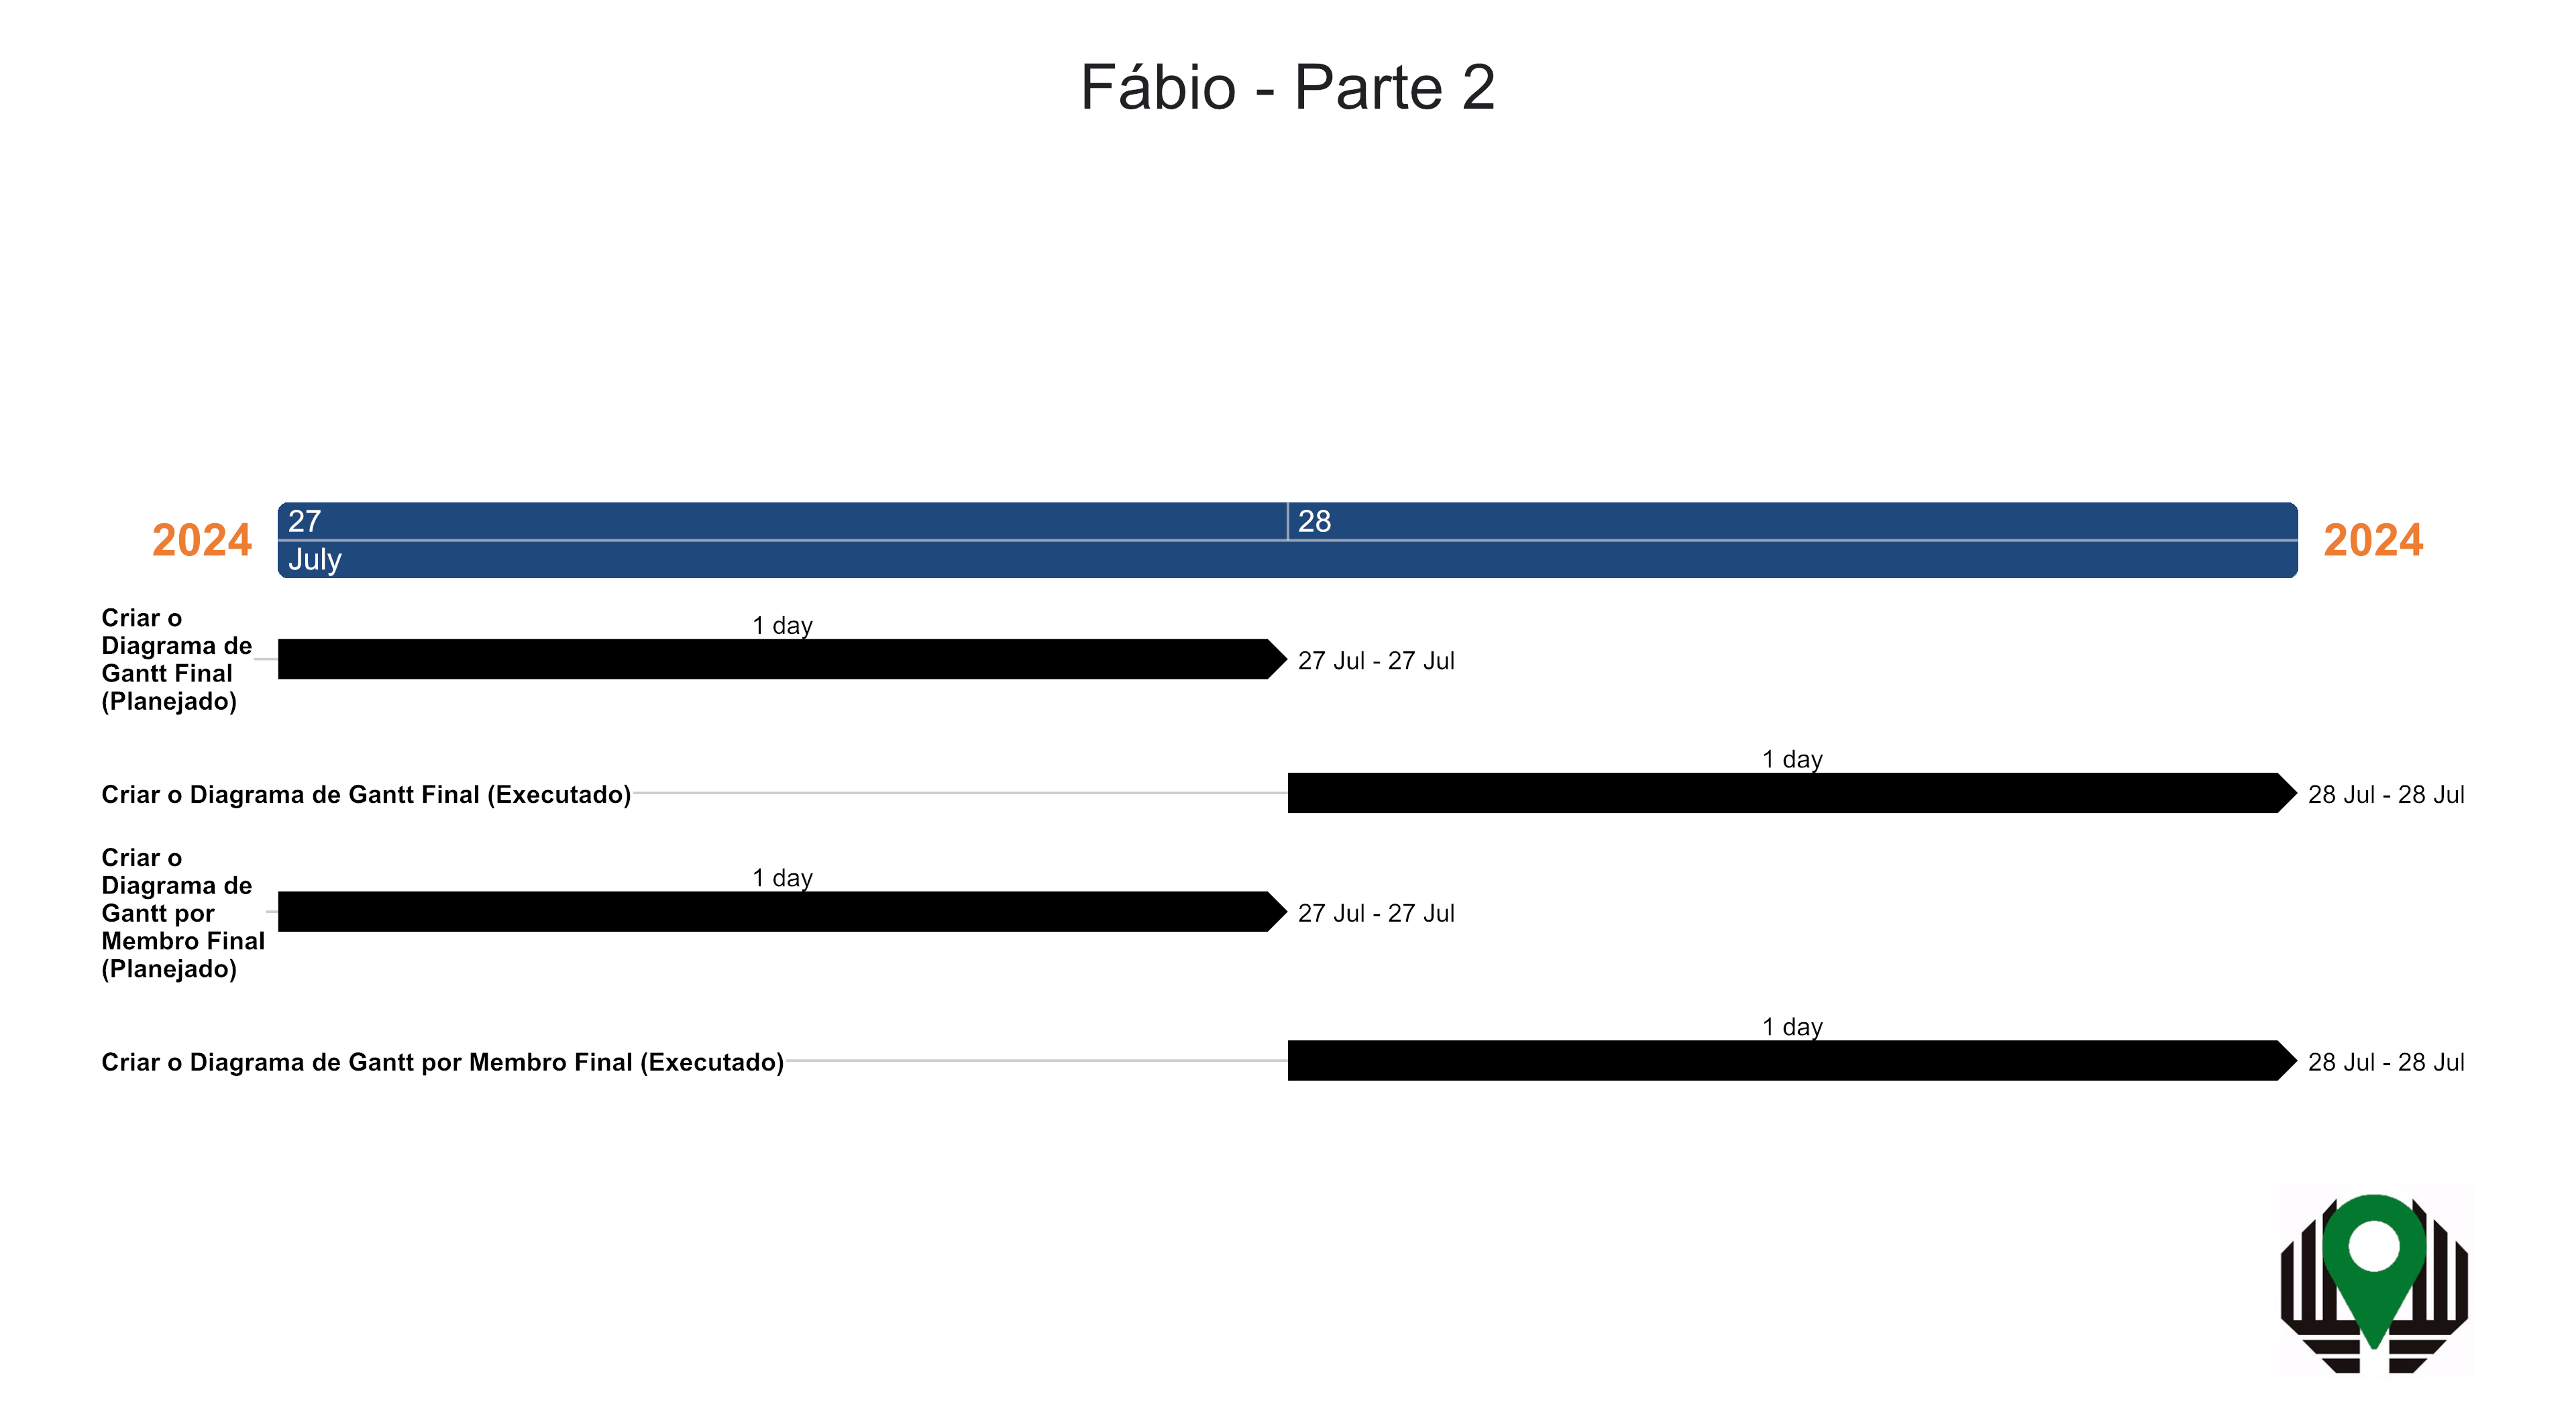 Fábio - Parte 2
2024
27
28
July
2024
Criar o
Diagrama de
Gantt Final
(Planejado)
1 day
27 Jul - 27 Jul
Criar o Diagrama de Gantt Final (Executado)
1 day
28 Jul - 28 Jul
Criar o
Diagrama de
Gantt por
Membro Final
(Planejado)
1 day
27 Jul - 27 Jul
Criar o Diagrama de Gantt por Membro Final (Executado)
1 day
28 Jul - 28 Jul